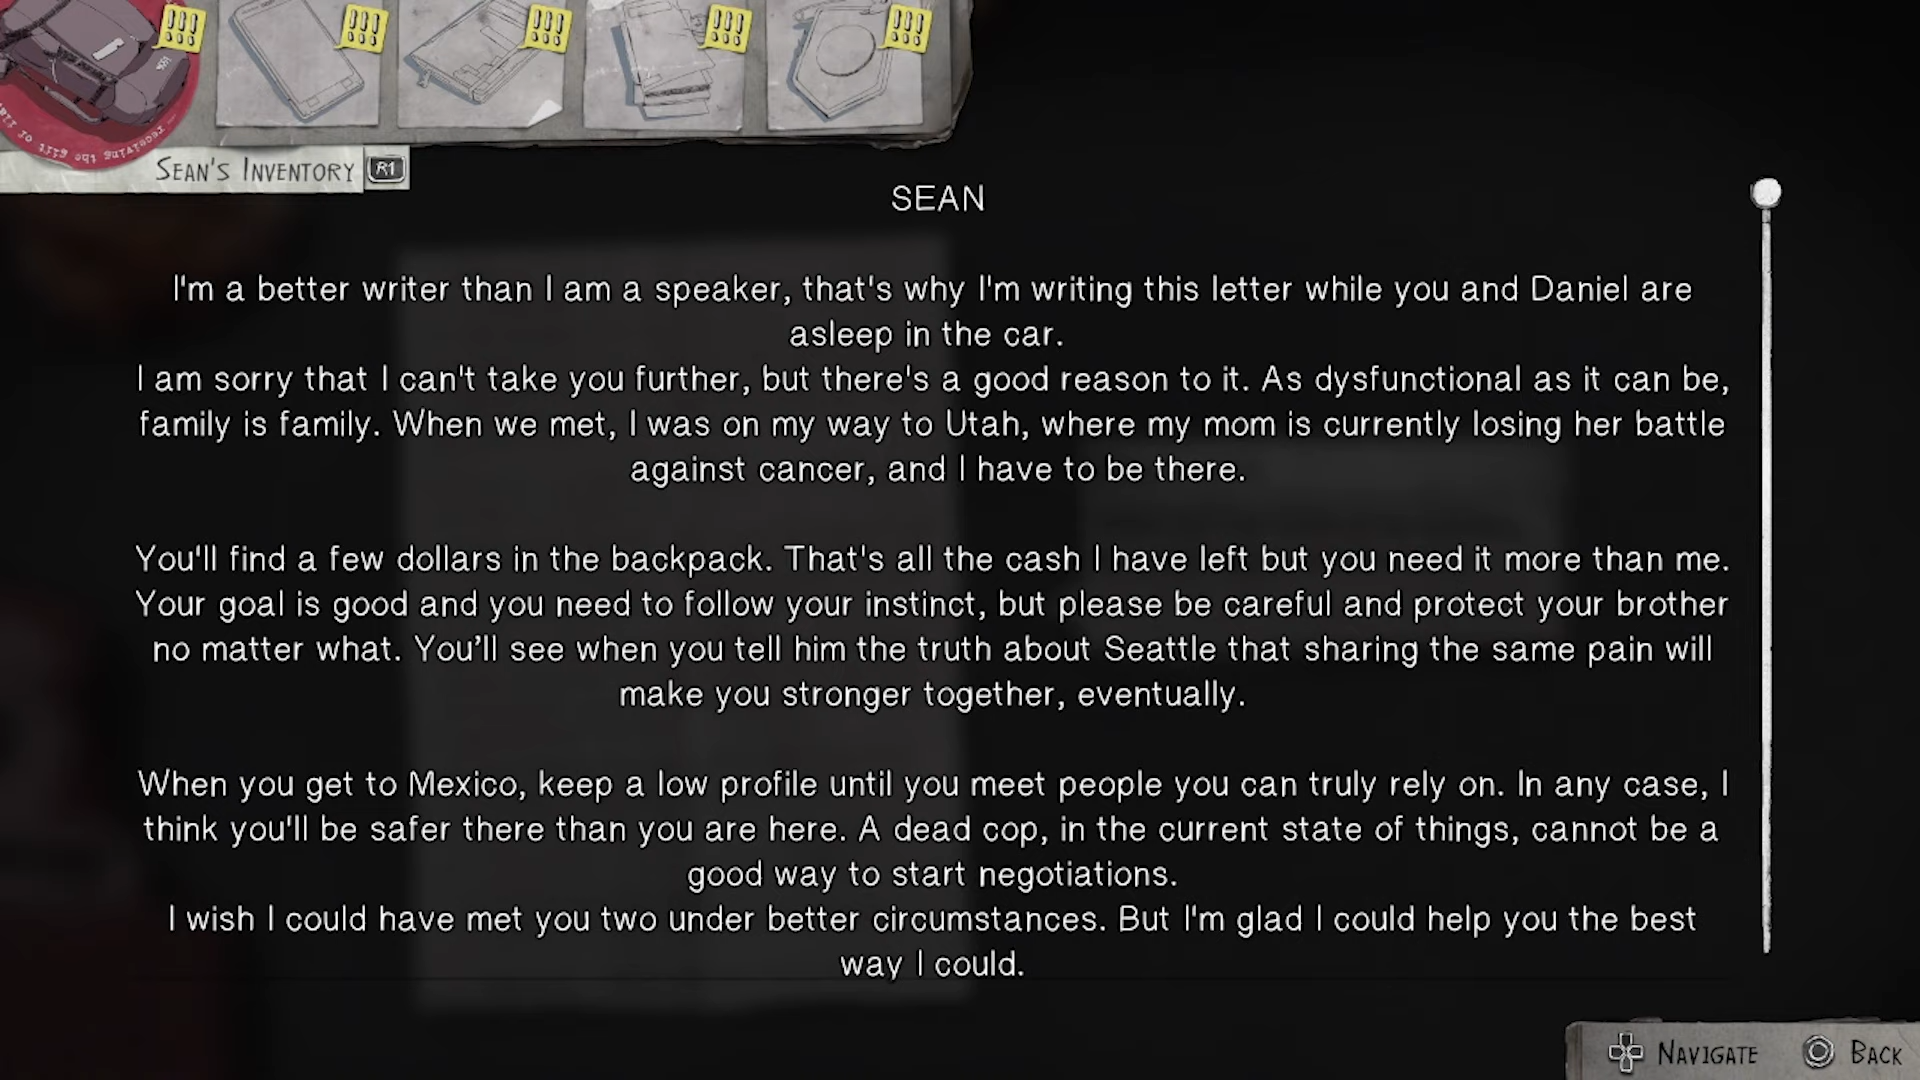 ... receiving the gift of
SEAN'S INVENTORY R1
SEAN
I'm a better writer than I am a speaker, that's why I'm writing this letter while you and Daniel are
asleep in the car.
I am sorry that I can't take you further, but there's a good reason to it. As dysfunctional as it can be,
family is family. When we met, I was on my way to Utah, where my mom is currently losing her battle
against cancer, and I have to be there.
You'll find a few dollars in the backpack. That's all the cash I have left but you need it more than me.
Your goal is good and you need to follow your instinct, but please be careful and protect your brother
no matter what. You’ll see when you tell him the truth about Seattle that sharing the same pain will
make you stronger together, eventually.
When you get to Mexico, keep a low profile until you meet people you can truly rely on. In any case, I
think you'll be safer there than you are here. A dead cop, in the current state of things, cannot be a
good way to start negotiations.
I wish I could have met you two under better circumstances. But I'm glad I could help you the best
way I could.
NAVIGATE
BACK